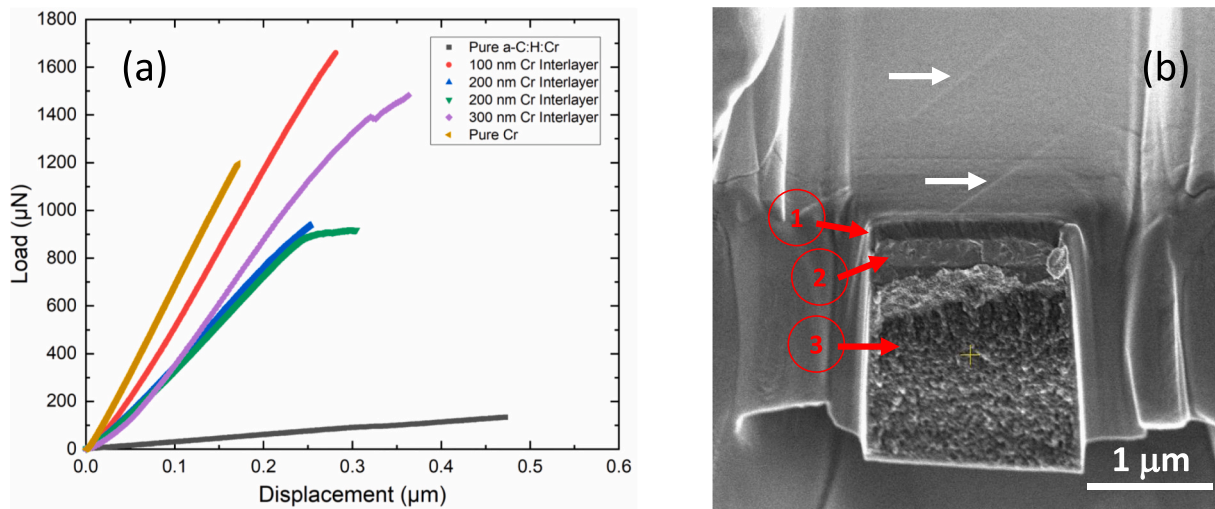 (a)
1800
1600
1400
1200
1000
800
600
400
200
0
Load (µN)
0.0 0.1 0.2 0.3 0.4 0.5 0.6
Displacement (µm)
Pure a-C:H:Cr
100 nm Cr Interlayer
200 nm Cr Interlayer
200 nm Cr Interlayer
300 nm Cr Interlayer
Pure Cr
(b)
1
2
3
1 µm